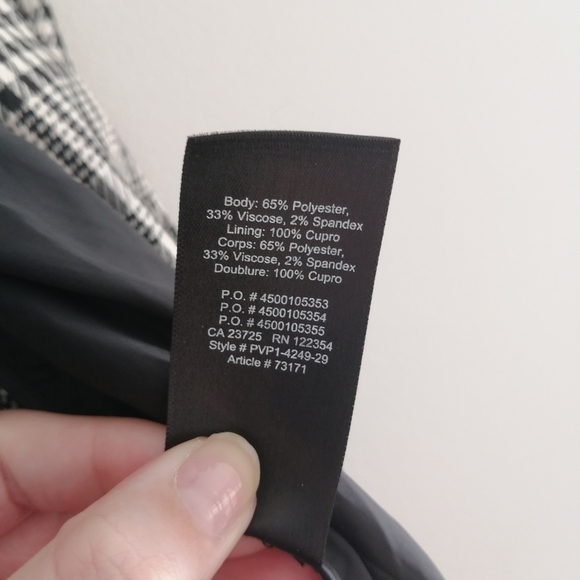 Body: 65% Polyester,
33% Viscose, 2% Spandex
Lining: 100% Cupro
Corps: 65% Polyester,
33% Viscose, 2% Spandex
Doublure: 100% Cupro
P.O. # 4500105353
P.O. # 4500105354
P.O. # 4500105355
CA 23725 RN 122354
Style # PVP1-4249-29
Article # 73171